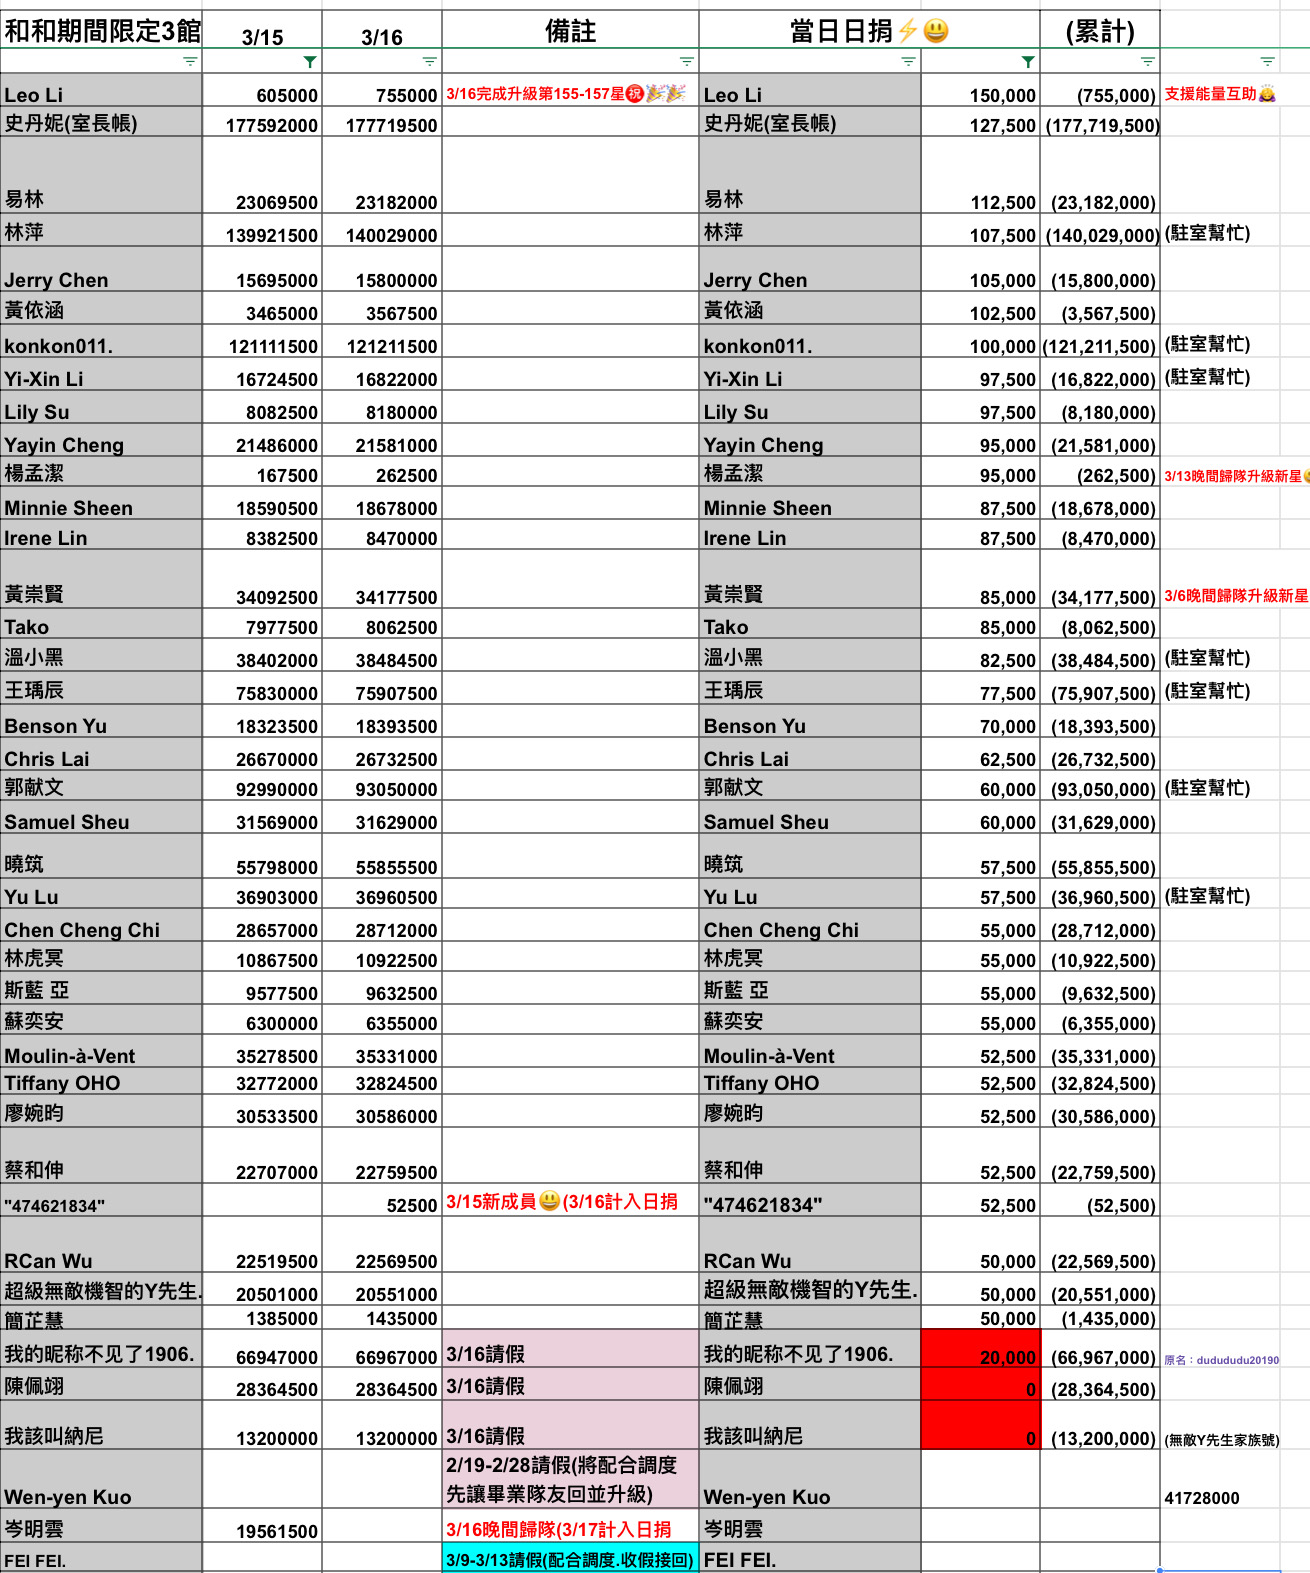 和和期間限定3館 3/15 3/16 備註 當日日捐⚡😃 (累計)
Leo Li 605000 755000 3/16完成升級第155-157星㊗️🎉🎉 Leo Li 150,000 (755,000) 支援能量互助🙇
史丹妮(室長帳) 177592000 177719500 史丹妮(室長帳) 127,500 (177,719,500)
易林 23069500 23182000 易林 112,500 (23,182,000)
林萍 139921500 140029000 林萍 107,500 (140,029,000) (駐室幫忙)
Jerry Chen 15695000 15800000 Jerry Chen 105,000 (15,800,000)
黃依涵 3465000 3567500 黃依涵 102,500 (3,567,500)
konkon011. 121111500 121211500 konkon011. 100,000 (121,211,500) (駐室幫忙)
Yi-Xin Li 16724500 16822000 Yi-Xin Li 97,500 (16,822,000) (駐室幫忙)
Lily Su 8082500 8180000 Lily Su 97,500 (8,180,000)
Yayin Cheng 21486000 21581000 Yayin Cheng 95,000 (21,581,000)
楊孟潔 167500 262500 楊孟潔 95,000 (262,500) 3/13晚間歸隊升級新星
Minnie Sheen 18590500 18678000 Minnie Sheen 87,500 (18,678,000)
Irene Lin 8382500 8470000 Irene Lin 87,500 (8,470,000)
黃崇賢 34092500 34177500 黃崇賢 85,000 (34,177,500) 3/6晚間歸隊升級新星
Tako 7977500 8062500 Tako 85,000 (8,062,500)
溫小黑 38402000 38484500 溫小黑 82,500 (38,484,500) (駐室幫忙)
王瑀辰 75830000 75907500 王瑀辰 77,500 (75,907,500) (駐室幫忙)
Benson Yu 18323500 18393500 Benson Yu 70,000 (18,393,500)
Chris Lai 26670000 26732500 Chris Lai 62,500 (26,732,500)
郭献文 92990000 93050000 郭献文 60,000 (93,050,000) (駐室幫忙)
Samuel Sheu 31569000 31629000 Samuel Sheu 60,000 (31,629,000)
曉筑 55798000 55855500 曉筑 57,500 (55,855,500)
Yu Lu 36903000 36960500 Yu Lu 57,500 (36,960,500) (駐室幫忙)
Chen Cheng Chi 28657000 28712000 Chen Cheng Chi 55,000 (28,712,000)
林虎冥 10867500 10922500 林虎冥 55,000 (10,922,500)
斯藍 亞 9577500 9632500 斯藍 亞 55,000 (9,632,500)
蘇奕安 6300000 6355000 蘇奕安 55,000 (6,355,000)
Moulin-à-Vent 35278500 35331000 Moulin-à-Vent 52,500 (35,331,000)
Tiffany OHO 32772000 32824500 Tiffany OHO 52,500 (32,824,500)
廖婉昀 30533500 30586000 廖婉昀 52,500 (30,586,000)
蔡和伸 22707000 22759500 蔡和伸 52,500 (22,759,500)
"474621834" 52500 3/15新成員😃(3/16計入日捐 "474621834" 52,500 (52,500)
RCan Wu 22519500 22569500 RCan Wu 50,000 (22,569,500)
超級無敵機智的Y先生. 20501000 20551000 超級無敵機智的Y先生. 50,000 (20,551,000)
簡芷慧 1385000 1435000 簡芷慧 50,000 (1,435,000)
我的昵称不见了1906. 66947000 66967000 3/16請假 我的昵称不见了1906. 20,000 (66,967,000) 原名：dudududu20190
陳佩翊 28364500 28364500 3/16請假 陳佩翊 0 (28,364,500)
我該叫納尼 13200000 13200000 3/16請假 我該叫納尼 0 (13,200,000) (無敵Y先生家族號)
2/19-2/28請假(將配合調度
先讓畢業隊友回並升級)
Wen-yen Kuo Wen-yen Kuo 41728000
岑明雲 19561500 3/16晚間歸隊(3/17計入日捐 岑明雲
FEI FEI. 3/9-3/13請假(配合調度.收假接回) FEI FEI.